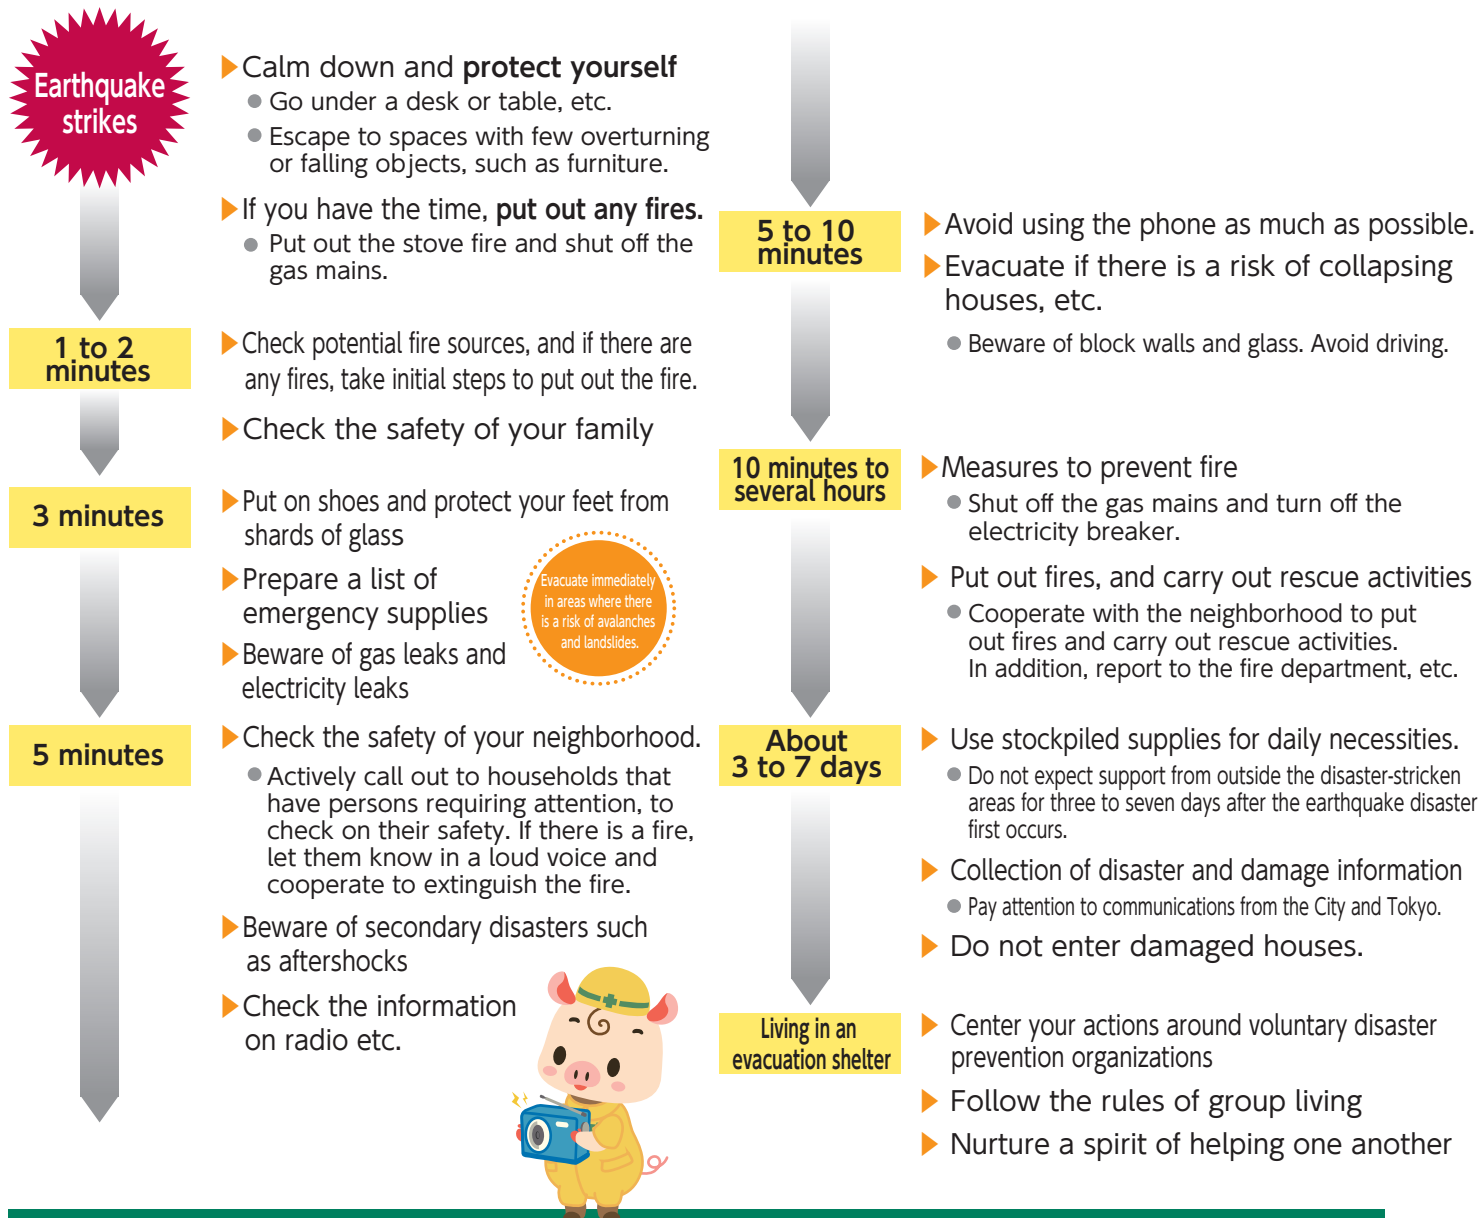 Earthquake
strikes
Calm down and protect yourself
Go under a desk or table, etc.
Escape to spaces with few overturning
or falling objects, such as furniture.
If you have the time, put out any fires.
Put out the stove fire and shut off the
gas mains.
1 to 2
minutes
Check potential fire sources, and if there are
any fires, take initial steps to put out the fire.
Check the safety of your family
3 minutes
Put on shoes and protect your feet from
shards of glass
Prepare a list of
emergency supplies
Beware of gas leaks and
electricity leaks
Evacuate immediately
in areas where there
is a risk of avalanches
and landslides.
5 minutes
Check the safety of your neighborhood.
Actively call out to households that
have persons requiring attention, to
check on their safety. If there is a fire,
let them know in a loud voice and
cooperate to extinguish the fire.
Beware of secondary disasters such
as aftershocks
Check the information
on radio etc.
5 to 10
minutes
Avoid using the phone as much as possible.
Evacuate if there is a risk of collapsing
houses, etc.
Beware of block walls and glass. Avoid driving.
10 minutes to
several hours
Measures to prevent fire
Shut off the gas mains and turn off the
electricity breaker.
Put out fires, and carry out rescue activities
Cooperate with the neighborhood to put
out fires and carry out rescue activities.
In addition, report to the fire department, etc.
About
3 to 7 days
Use stockpiled supplies for daily necessities.
Do not expect support from outside the disaster-stricken
areas for three to seven days after the earthquake disaster
first occurs.
Collection of disaster and damage information
Pay attention to communications from the City and Tokyo.
Do not enter damaged houses.
Living in an
evacuation shelter
Center your actions around voluntary disaster
prevention organizations
Follow the rules of group living
Nurture a spirit of helping one another